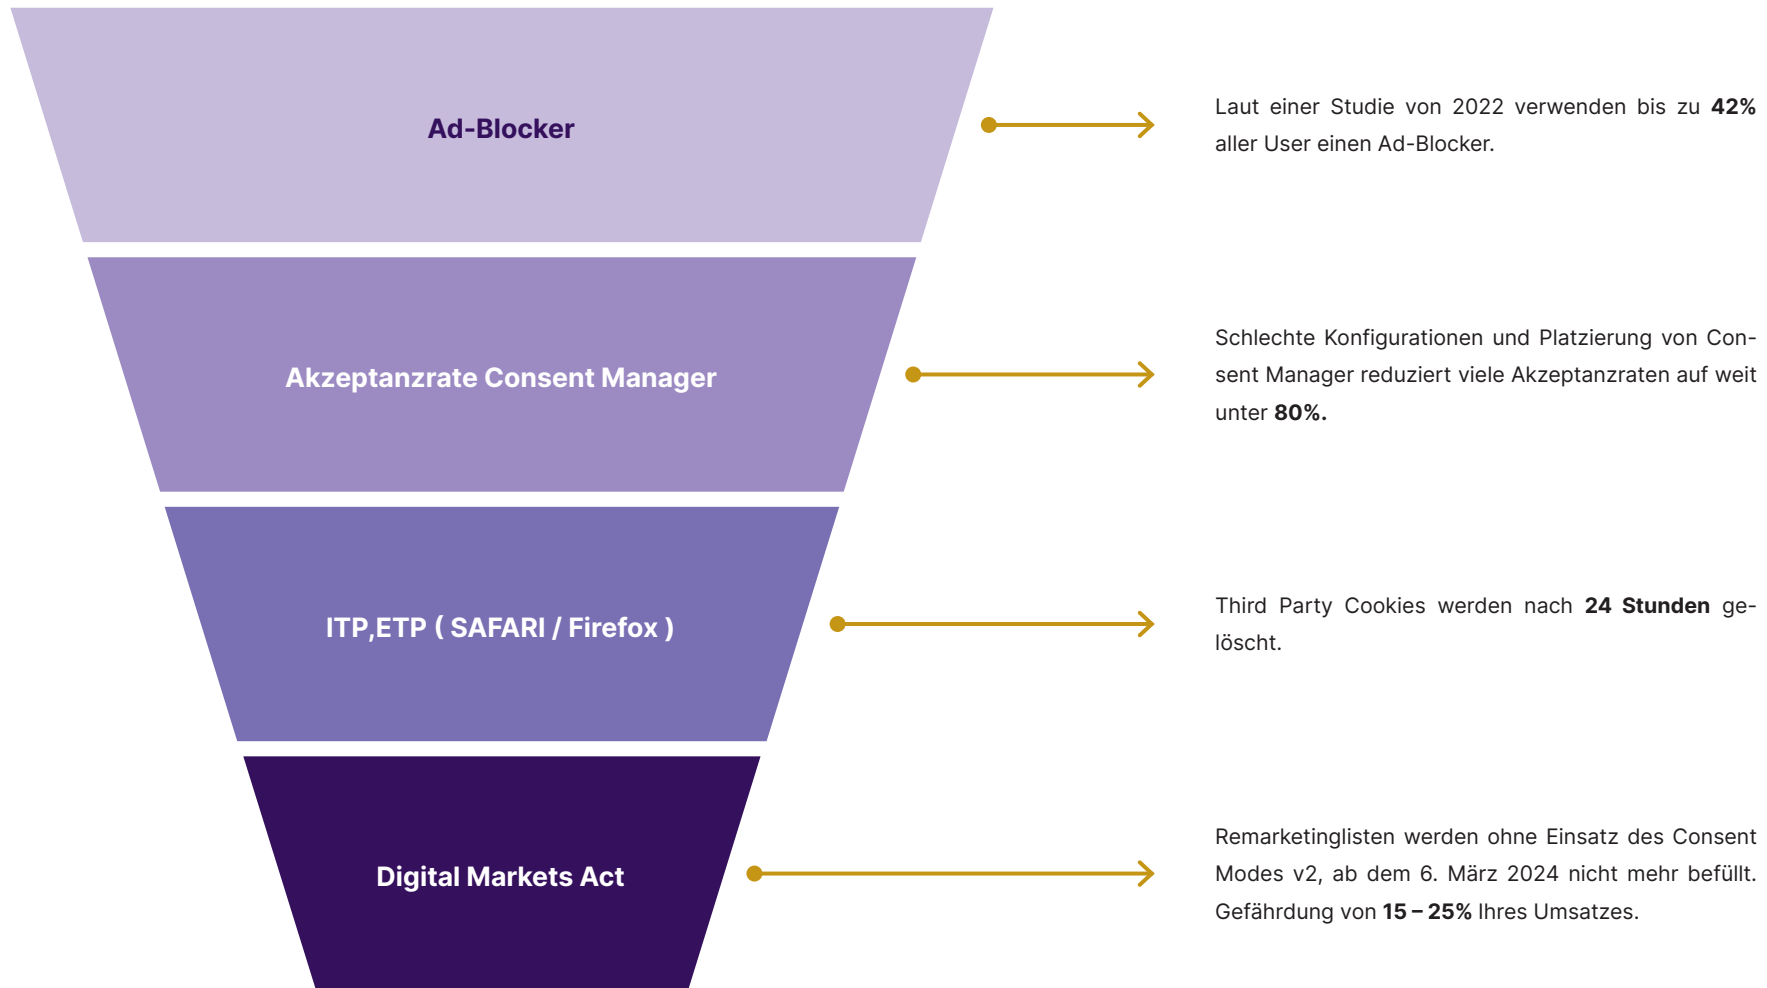 Ad-Blocker
Laut einer Studie von 2022 verwenden bis zu 42%
aller User einen Ad-Blocker.
Akzeptanzrate Consent Manager
Schlechte Konfigurationen und Platzierung von Con-
sent Manager reduziert viele Akzeptanzraten auf weit
unter 80%.
ITP,ETP ( SAFARI / Firefox )
Third Party Cookies werden nach 24 Stunden ge-
löscht.
Digital Markets Act
Remarketinglisten werden ohne Einsatz des Consent
Modes v2, ab dem 6. März 2024 nicht mehr befüllt.
Gefährdung von 15 – 25% Ihres Umsatzes.